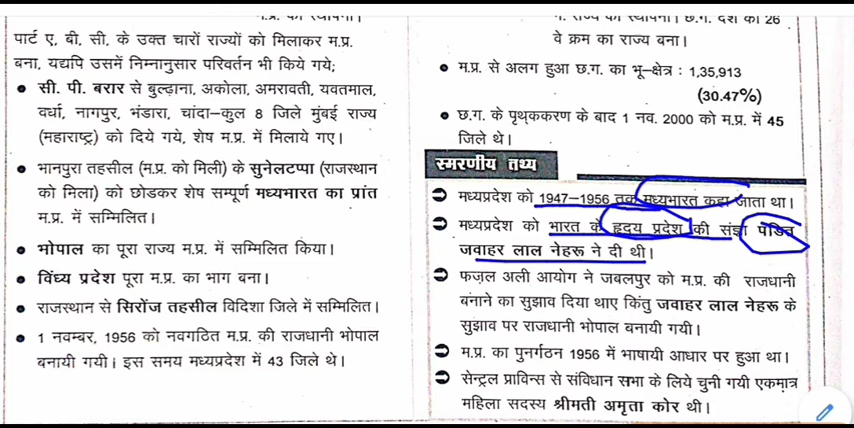 म.प्र. की स्थापना।
पार्ट ए, बी, सी, के उक्त चारों राज्यों को मिलाकर म.प्र.
बना, यद्यपि उसमें निम्नानुसार परिवर्तन भी किये गये;
● सी. पी. बरार से बुल्ढ़ाना, अकोला, अमरावती, यवतमाल,
वर्धा, नागपुर, भंडारा, चांदा–कुल 8 जिले मुंबई राज्य
(महाराष्ट्र) को दिये गये, शेष म.प्र. में मिलाये गए।
● भानपुरा तहसील (म.प्र. को मिली) के सुनेलटप्पा (राजस्थान
को मिला) को छोडकर शेष सम्पूर्ण मध्यभारत का प्रांत
म.प्र. में सम्मिलित।
● भोपाल का पूरा राज्य म.प्र. में सम्मिलित किया।
● विंध्य प्रदेश पूरा म.प्र. का भाग बना।
● राजस्थान से सिरोंज तहसील विदिशा जिले में सम्मिलित।
● 1 नवम्बर, 1956 को नवगठित म.प्र. की राजधानी भोपाल
बनायी गयी। इस समय मध्यप्रदेश में 43 जिले थे।
राज्य की स्थापना। छ.ग. देश का 26
वे क्रम का राज्य बना।
● म.प्र. से अलग हुआ छ.ग. का भू–क्षेत्र : 1,35,913
(30.47%)
● छ.ग. के पृथ्ककरण के बाद 1 नव. 2000 को म.प्र. में 45
जिले थे।
स्मरणीय तथ्य
➲ मध्यप्रदेश को 1947–1956 तक मध्यभारत कहा जाता था।
➲ मध्यप्रदेश को भारत के हृदय प्रदेश की संज्ञा पंडित
जवाहर लाल नेहरू ने दी थी।
➲ फज़ल अली आयोग ने जबलपुर को म.प्र. की राजधानी
बनाने का सुझाव दिया थाए किंतु जवाहर लाल नेहरू के
सुझाव पर राजधानी भोपाल बनायी गयी।
➲ म.प्र. का पुनर्गठन 1956 में भाषायी आधार पर हुआ था।
➲ सेन्ट्रल प्राविन्स से संविधान सभा के लिये चुनी गयी एकमात्र
महिला सदस्य श्रीमती अमृता कोर थी।